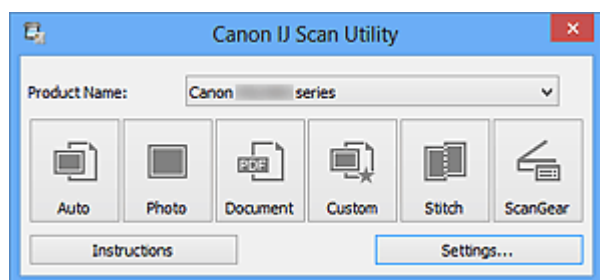 Canon IJ Scan Utility
Product Name: Canon series
PDF
Auto Photo Document Custom Stitch ScanGear
Instructions Settings...